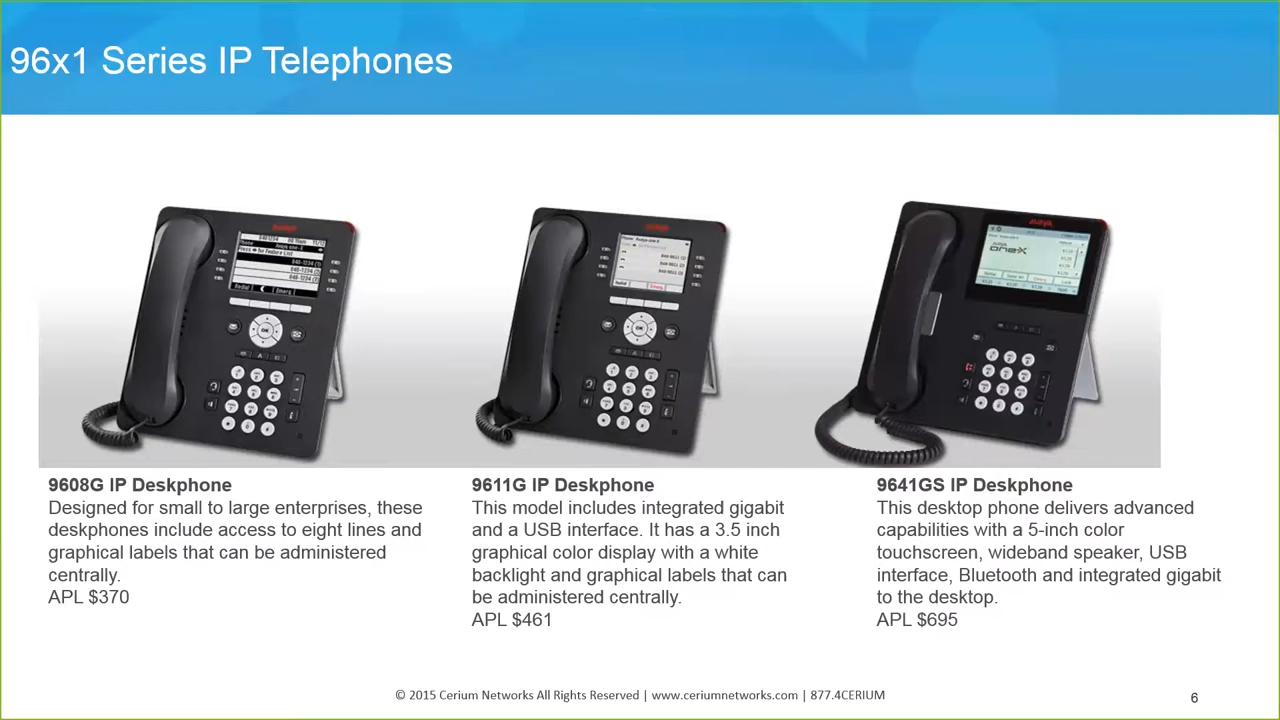 96x1 Series IP Telephones
AVAYA
AVAYA
AVAYA
9608G IP Deskphone
Designed for small to large enterprises, these
deskphones include access to eight lines and
graphical labels that can be administered
centrally.
APL $370
9611G IP Deskphone
This model includes integrated gigabit
and a USB interface. It has a 3.5 inch
graphical color display with a white
backlight and graphical labels that can
be administered centrally.
APL $461
9641GS IP Deskphone
This desktop phone delivers advanced
capabilities with a 5-inch color
touchscreen, wideband speaker, USB
interface, Bluetooth and integrated gigabit
to the desktop.
APL $695
© 2015 Cerium Networks All Rights Reserved | www.ceriumnetworks.com | 877.4CERIUM
6